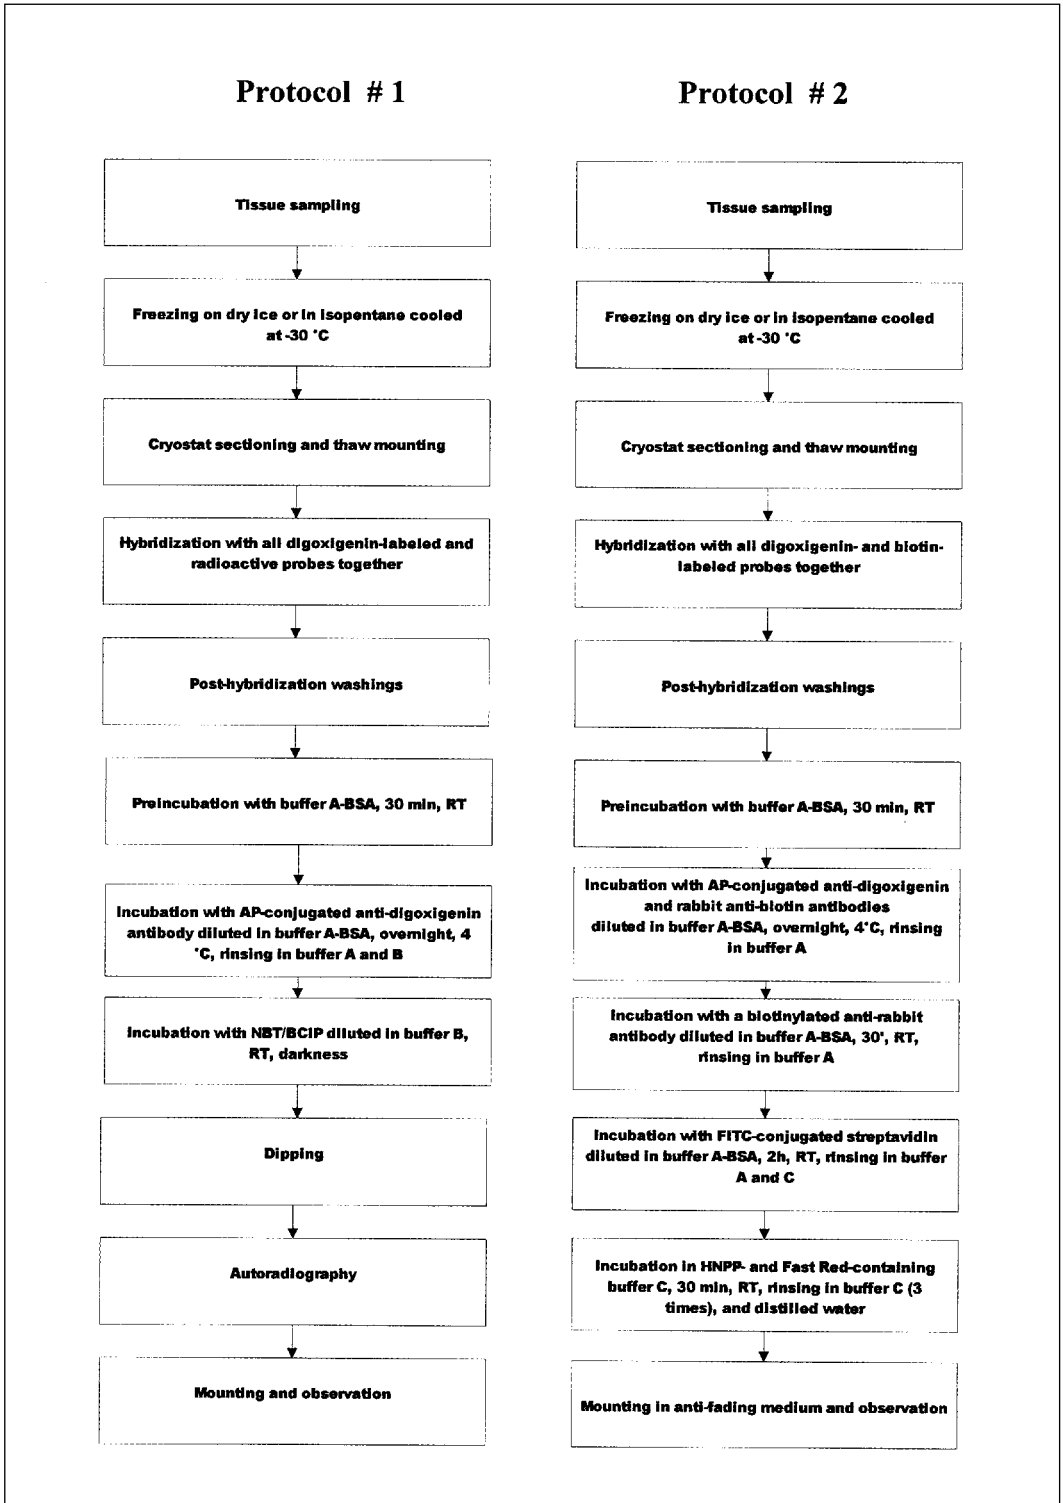 Protocol # 1
Tissue sampling
Freezing on dry ice or in isopentane cooled
at -30 °C
Cryostat sectioning and thaw mounting
Hybridization with all digoxigenin-labeled and
radioactive probes together
Post-hybridization washings
Preincubation with buffer A-BSA, 30 min, RT
Incubation with AP-conjugated anti-digoxigenin
antibody diluted in buffer A-BSA, overnight, 4
°C, rinsing in buffer A and B
Incubation with NBT/BCIP diluted in buffer B,
RT, darkness
Dipping
Autoradiography
Mounting and observation
Protocol # 2
Tissue sampling
Freezing on dry ice or in isopentane cooled
at -30 °C
Cryostat sectioning and thaw mounting
Hybridization with all digoxigenin- and biotin-
labeled probes together
Post-hybridization washings
Preincubation with buffer A-BSA, 30 min, RT
Incubation with AP-conjugated anti-digoxigenin
and rabbit anti-biotin antibodies
diluted in buffer A-BSA, overnight, 4°C, rinsing
in buffer A
Incubation with a biotinylated anti-rabbit
antibody diluted in buffer A-BSA, 30', RT,
rinsing in buffer A
Incubation with FITC-conjugated streptavidin
diluted in buffer A-BSA, 2h, RT, rinsing in buffer
A and C
Incubation in HNPP- and Fast Red-containing
buffer C, 30 min, RT, rinsing in buffer C (3
times), and distilled water
Mounting in anti-fading medium and observation